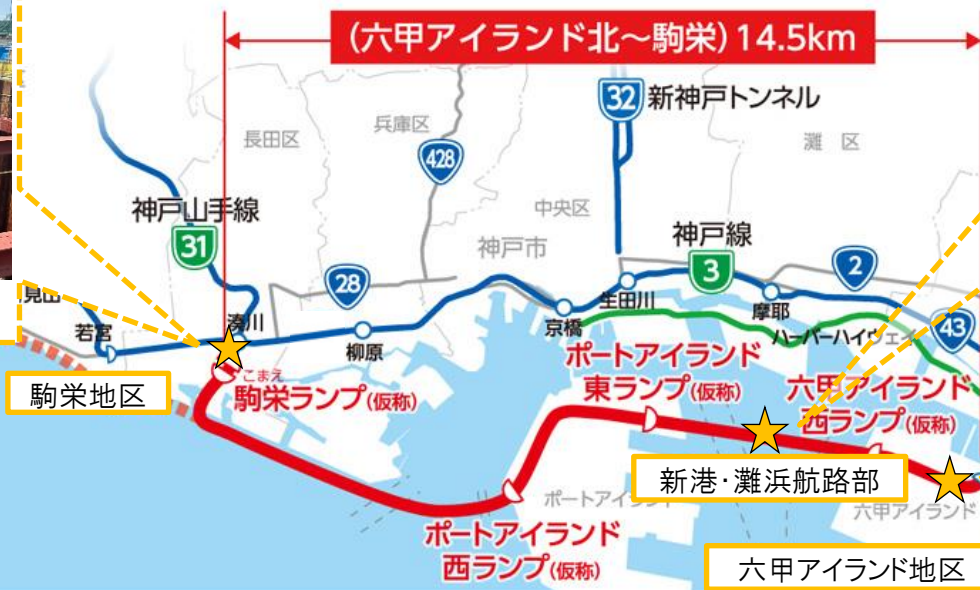 (六甲アイランド北～駒栄) 14.5km
32 新神戸トンネル
長田区
兵庫区
灘 区
428
神戸山手線
31
中央区
神戸市
神戸線
3
2
28
生田川
摩耶
見山
若宮
湊川
柳原
京橋
ハーバーハイウェイ
43
駒栄地区
こまえ
駒栄ランプ(仮称)
ポートアイランド
東ランプ(仮称)
六甲アイランド
西ランプ(仮称)
新港・灘浜航路部
ポートアイランド
六甲アイランド
ポートアイランド
西ランプ(仮称)
六甲アイランド地区